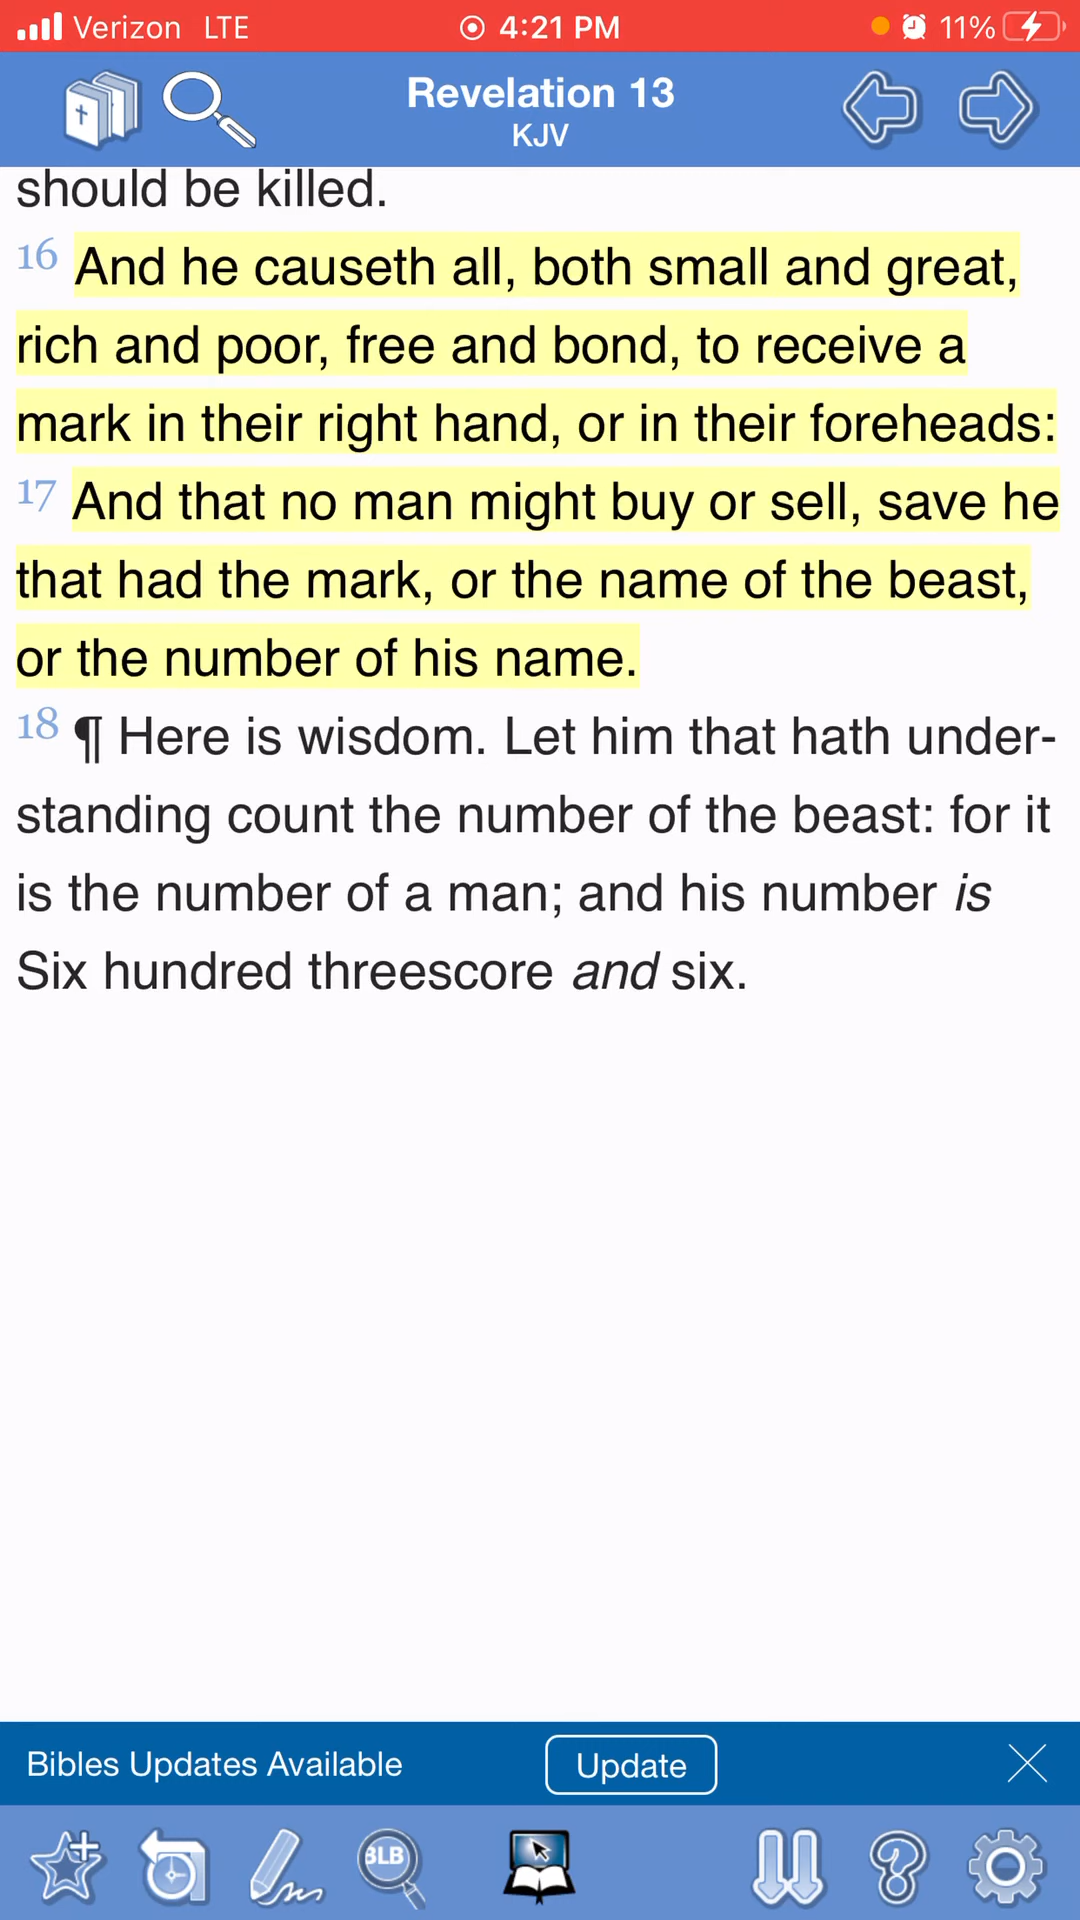 Verizon LTE 4:21 PM 11%
Revelation 13
KJV
should be killed.
16 And he causeth all, both small and great,
rich and poor, free and bond, to receive a
mark in their right hand, or in their foreheads:
17 And that no man might buy or sell, save he
that had the mark, or the name of the beast,
or the number of his name.
18 ¶ Here is wisdom. Let him that hath under-
standing count the number of the beast: for it
is the number of a man; and his number is
Six hundred threescore and six.
Bibles Updates Available Update
BLB